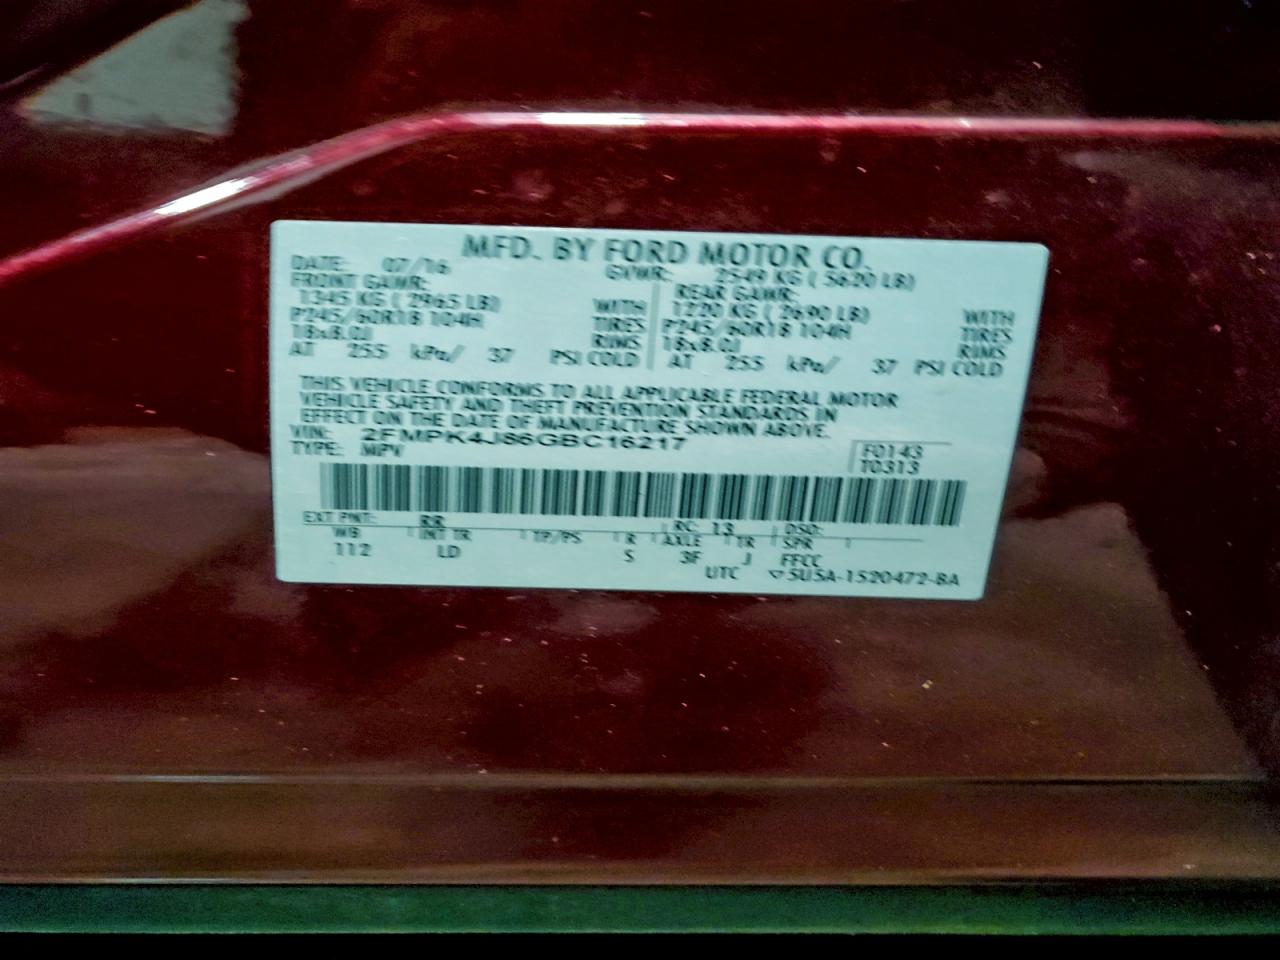 MFD. BY FORD MOTOR CO.
DATE: 07/16 GVWR: 2549 KG ( 5620 LB)
FRONT GAWR: REAR GAWR:
1345 KG ( 2965 LB) WITH 1220 KG ( 2690 LB) WITH
P245/60R18 104H TIRES P245/60R18 104H TIRES
18x8.0J RIMS 18x8.0J RIMS
AT 255 kPa/ 37 PSI COLD AT 255 kPa/ 37 PSI COLD
THIS VEHICLE CONFORMS TO ALL APPLICABLE FEDERAL MOTOR
VEHICLE SAFETY AND THEFT PREVENTION STANDARDS IN
EFFECT ON THE DATE OF MANUFACTURE SHOWN ABOVE.
VIN: 2FMPK4J86GBC16217
TYPE: MPV
F0143
T0313
EXT PNT: RR RC: 13 DSO:
WB INT TR TP/PS R AXLE TR SPR
112 LD S 3F J FFCC
UTC ▽5U5A-1520472-BA